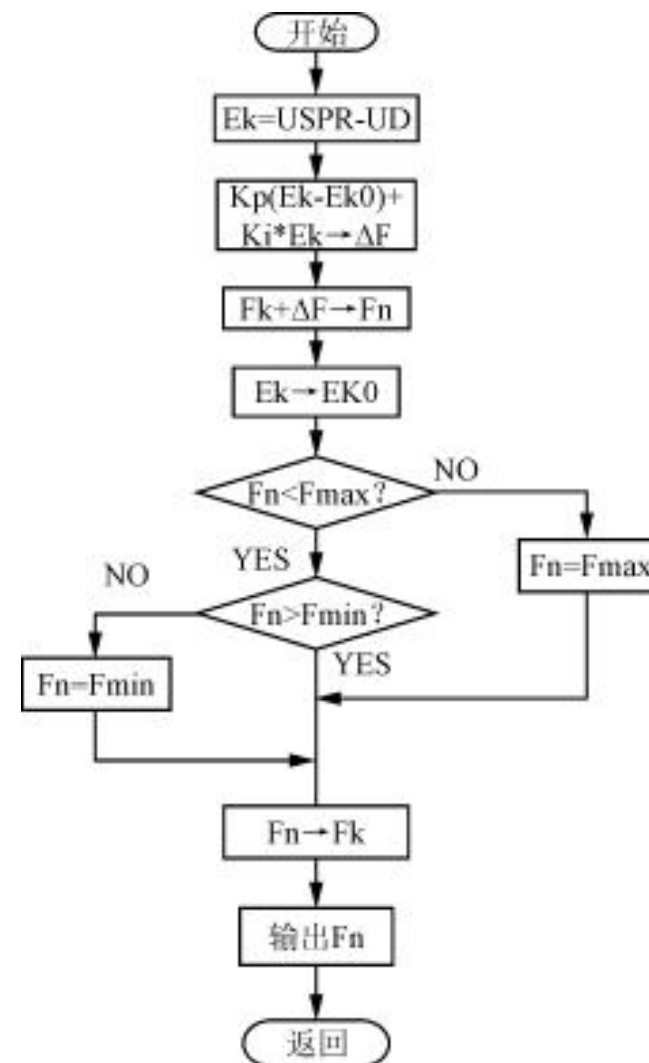 开始
Ek=USPR-UD
Kp(Ek-Ek0)+
Ki*Ek→ΔF
Fk+ΔF→Fn
Ek→EK0
Fn<Fmax?
NO
YES
Fn=Fmax
NO
Fn>Fmin?
YES
Fn=Fmin
Fn→Fk
输出Fn
返回